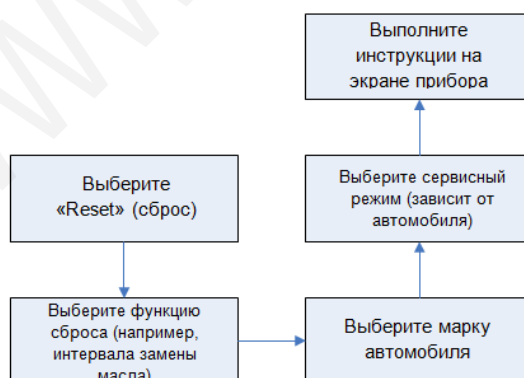 Выполните
инструкции на
экране прибора
Выберите
«Reset» (сброс)
Выберите сервисный
режим (зависит от
автомобиля)
Выберите функцию
сброса (например,
интервала замены
масла)
Выберите марку
автомобиля